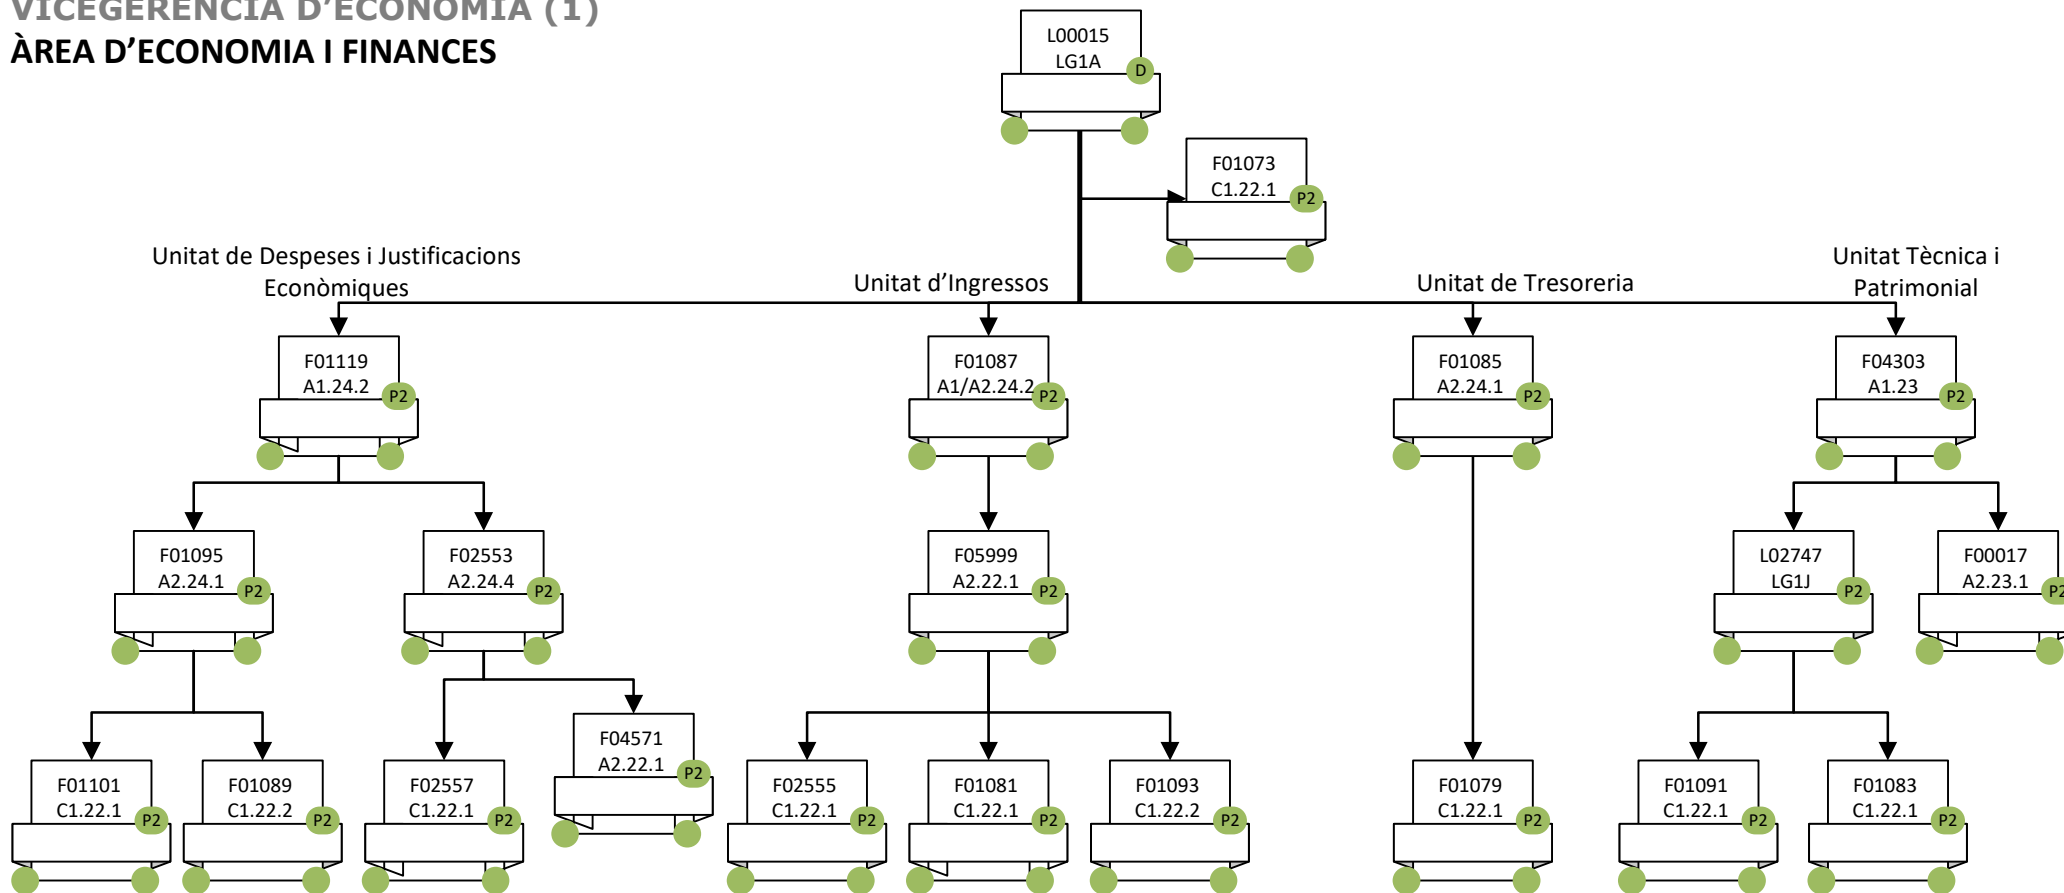 VICEGERÈNCIA D'ECONOMIA (1)
ÀREA D’ECONOMIA I FINANCES
L00015
LG1A
D
F01073
C1.22.1
P2
Unitat de Despeses i Justificacions
Econòmiques
Unitat d’Ingressos
Unitat de Tresoreria
Unitat Tècnica i
Patrimonial
F01119
A1.24.2
P2
F01087
A1/A2.24.2
P2
F01085
A2.24.1
P2
F04303
A1.23
P2
F01095
A2.24.1
P2
F02553
A2.24.4
P2
F05999
A2.22.1
P2
L02747
LG1J
P2
F00017
A2.23.1
P2
F04571
A2.22.1
P2
F01101
C1.22.1
P2
F01089
C1.22.2
P2
F02557
C1.22.1
P2
F02555
C1.22.1
P2
F01081
C1.22.1
P2
F01093
C1.22.2
P2
F01079
C1.22.1
P2
F01091
C1.22.1
P2
F01083
C1.22.1
P2